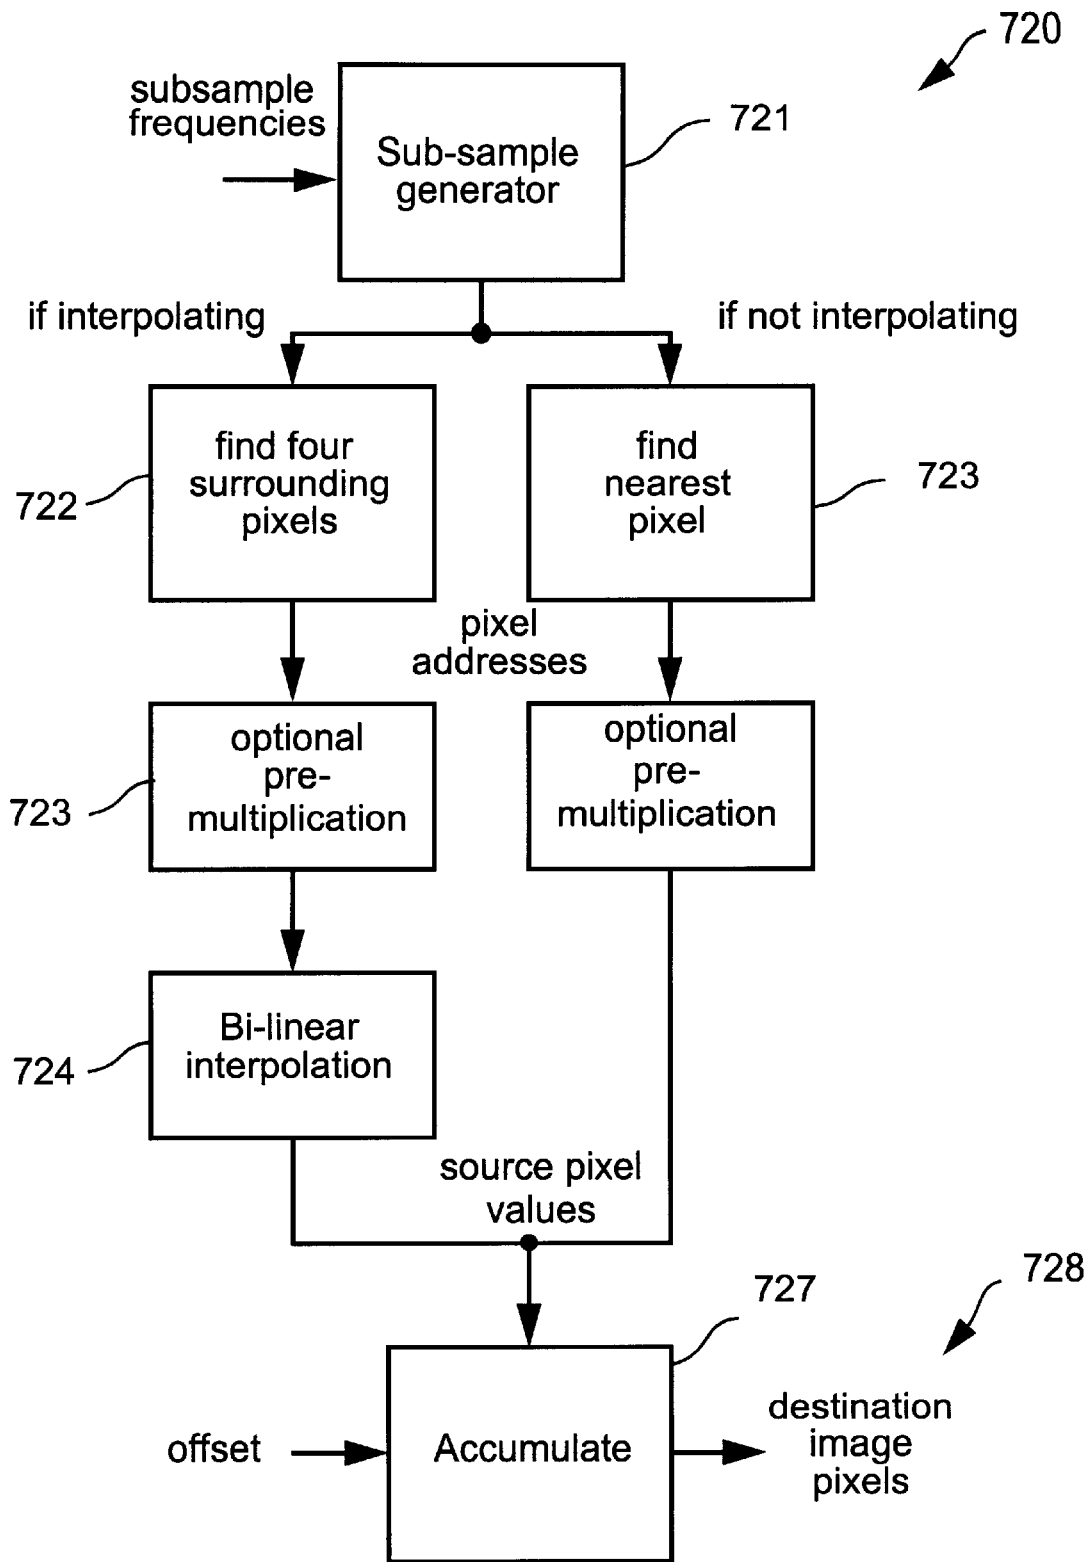 720
subsample
frequencies
721
Sub-sample
generator
if interpolating
if not interpolating
find four
surrounding
pixels
722
find
nearest
pixel
723
pixel
addresses
optional
pre-
multiplication
723
optional
pre-
multiplication
Bi-linear
interpolation
724
source pixel
values
727
728
offset
Accumulate
destination
image
pixels